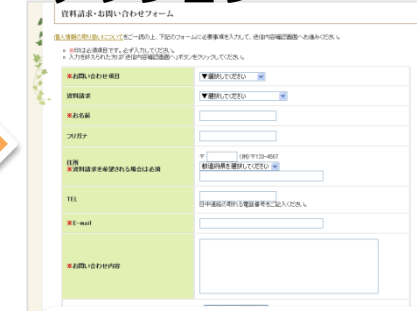 資料請求・お問い合わせフォーム
個人情報の取り扱いについてをご一読の上、下記のフォームに必要事項を入力して、送信内容確認画面へお進みください。
※印は必須項目です。必ず入力してください。
入力を終えられた方は「送信内容確認画面へ」ボタンをクリックしてください。
※お問い合わせ項目 ▼選択してください
資料請求 ▼選択してください
※お名前
フリガナ
住所
※資料請求を希望される場合は必須
〒 (例) 〒123-4567
都道府県を選択してください
TEL
日中連絡の取れる電話番号をご記入ください。
※E-mail
※お問い合わせ内容